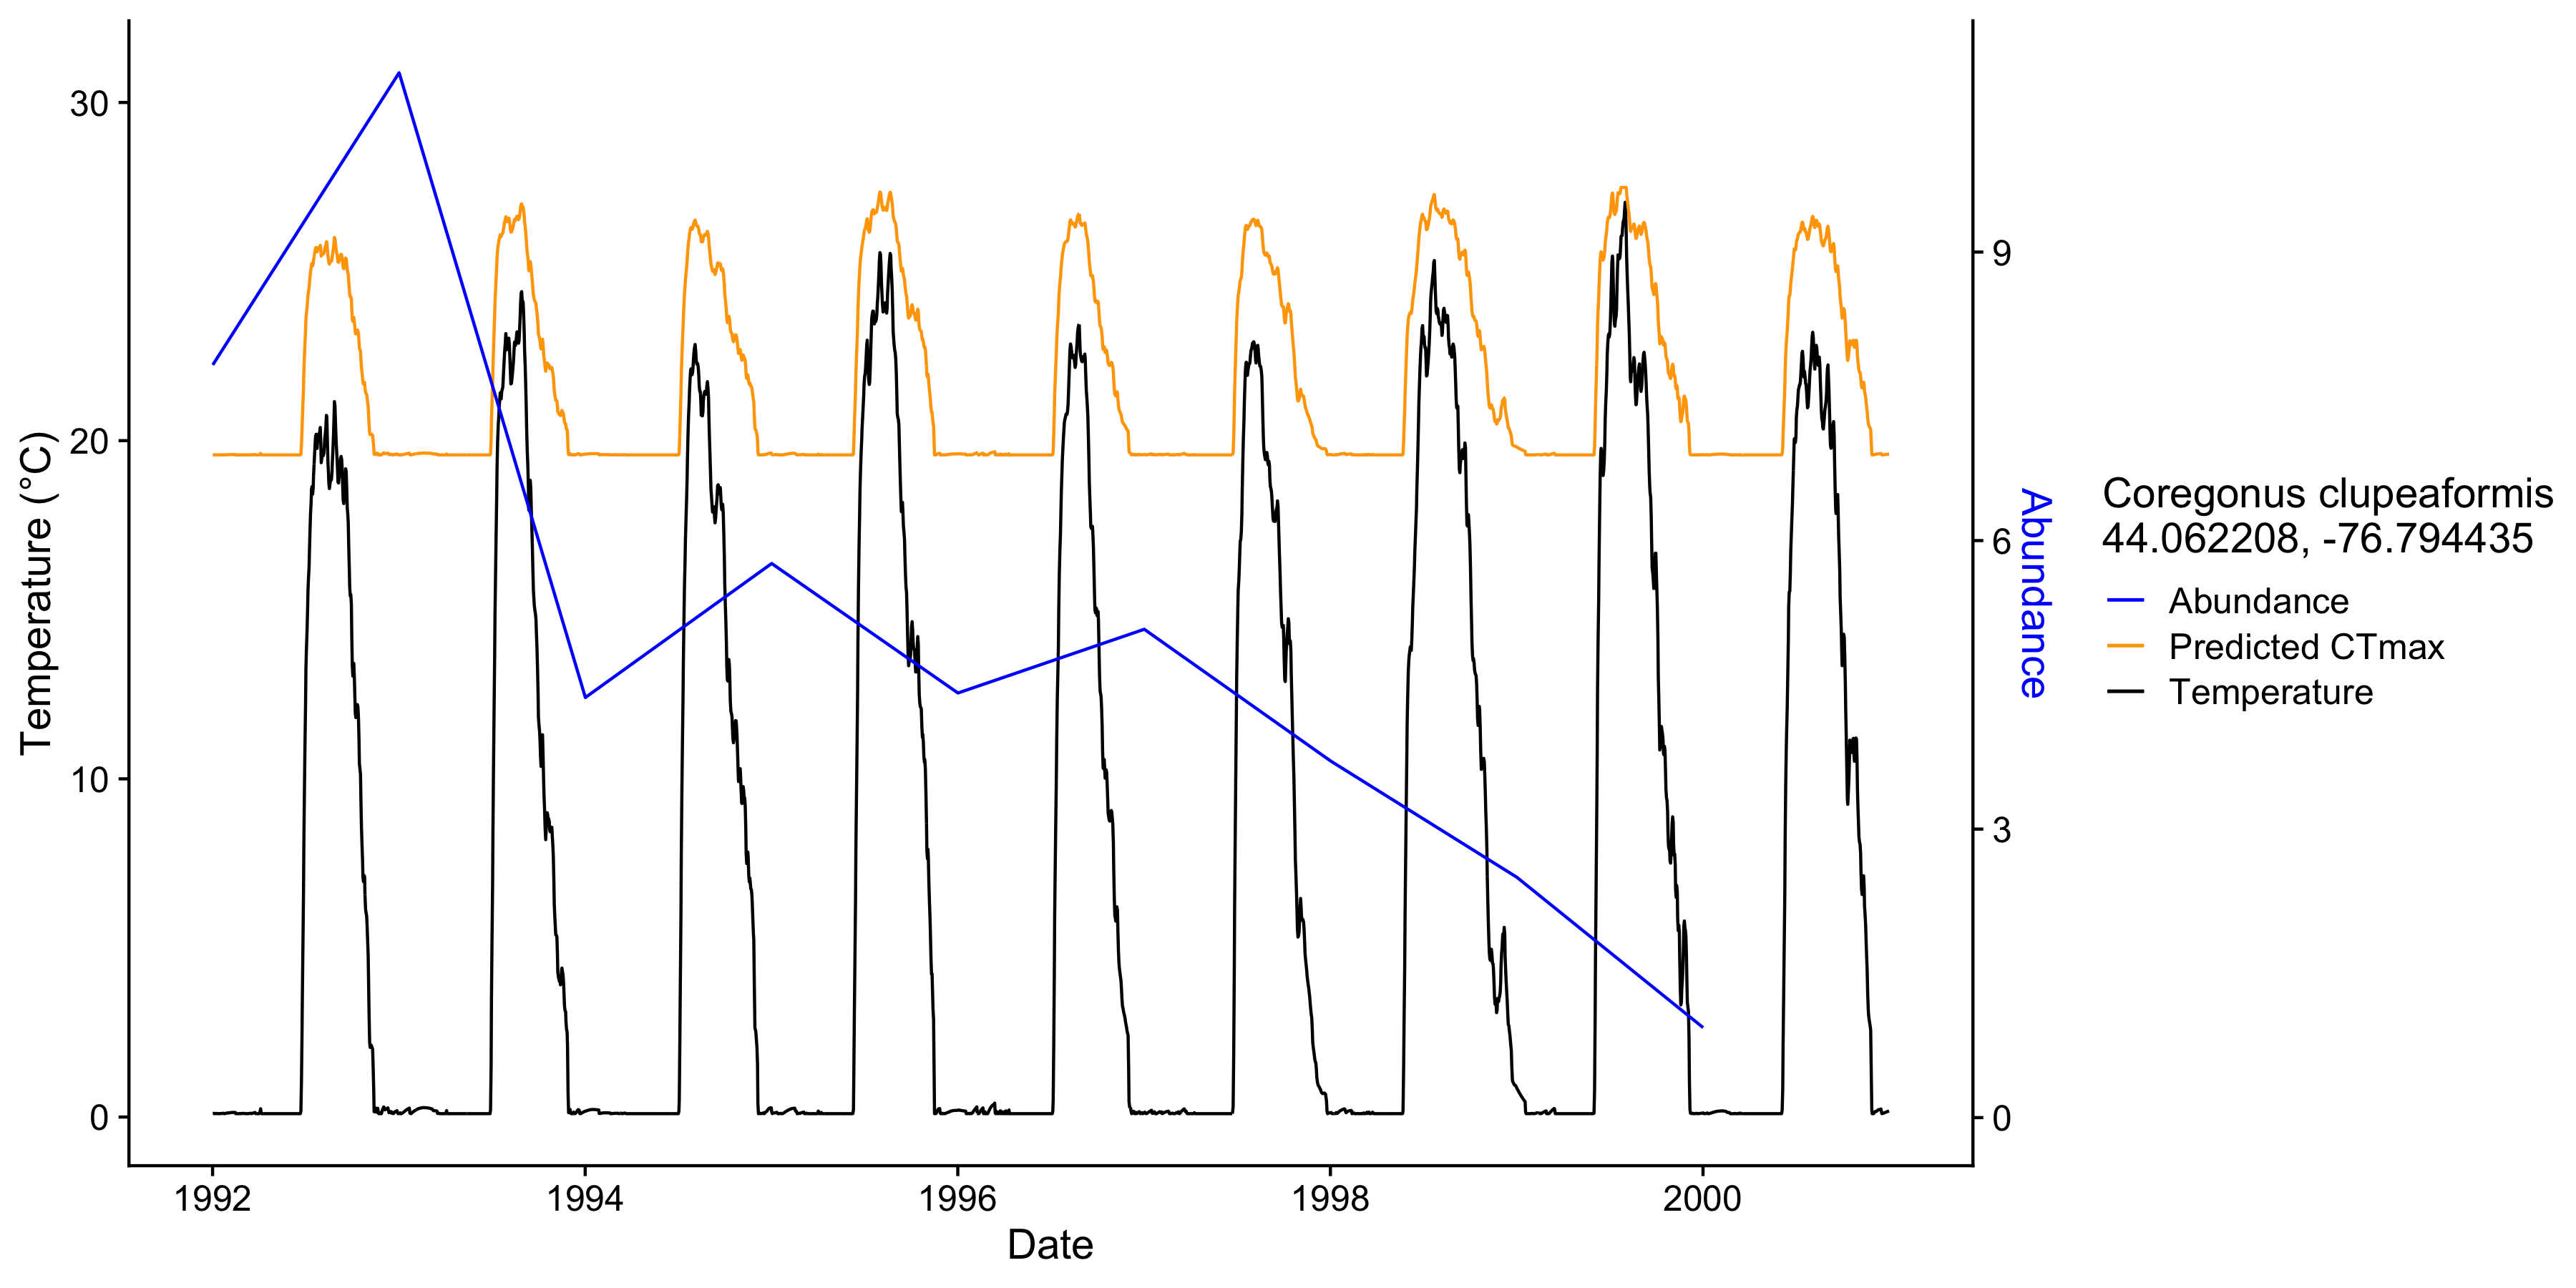 30
20
10
0
Temperature (°C)
1992
1994
1996
1998
2000
Date
9
6
3
0
Abundance
Coregonus clupeaformis
44.062208, -76.794435
Abundance
Predicted CTmax
Temperature